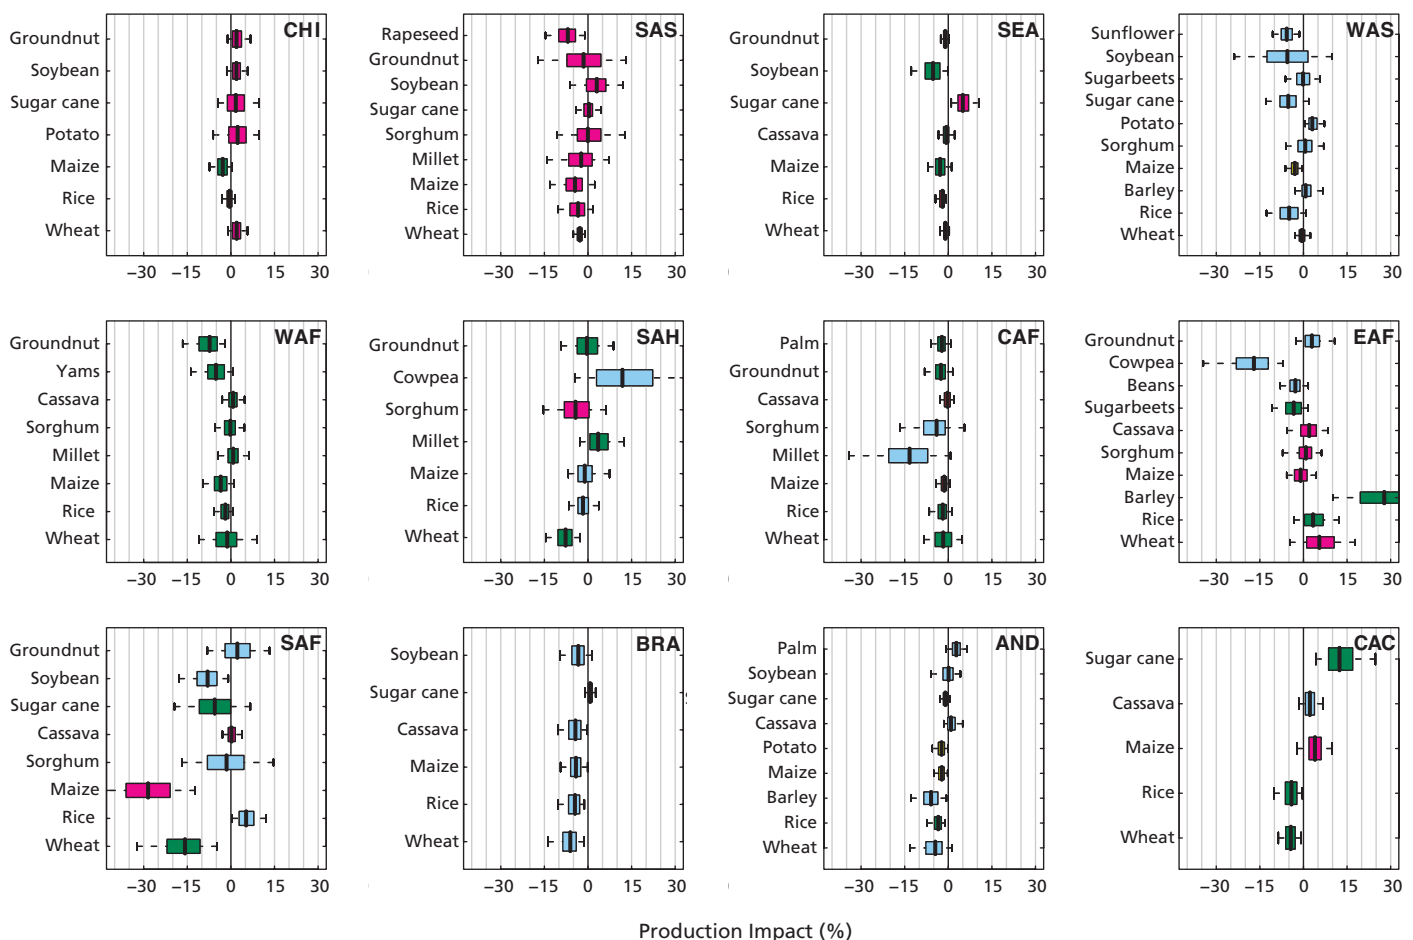 CHI
Groundnut
Soybean
Sugar cane
Potato
Maize
Rice
Wheat
−30 −15 0 15 30
SAS
Rapeseed
Groundnut
Soybean
Sugar cane
Sorghum
Millet
Maize
Rice
Wheat
−30 −15 0 15 30
SEA
Groundnut
Soybean
Sugar cane
Cassava
Maize
Rice
Wheat
−30 −15 0 15 30
WAS
Sunflower
Soybean
Sugarbeets
Sugar cane
Potato
Sorghum
Maize
Barley
Rice
Wheat
−30 −15 0 15 30
WAF
Groundnut
Yams
Cassava
Sorghum
Millet
Maize
Rice
Wheat
−30 −15 0 15 30
SAH
Groundnut
Cowpea
Sorghum
Millet
Maize
Rice
Wheat
−30 −15 0 15 30
CAF
Palm
Groundnut
Cassava
Sorghum
Millet
Maize
Rice
Wheat
−30 −15 0 15 30
EAF
Groundnut
Cowpea
Beans
Sugarbeets
Cassava
Sorghum
Maize
Barley
Rice
Wheat
−30 −15 0 15 30
SAF
Groundnut
Soybean
Sugar cane
Cassava
Sorghum
Maize
Rice
Wheat
−30 −15 0 15 30
BRA
Soybean
Sugar cane
Cassava
Maize
Rice
Wheat
−30 −15 0 15 30
AND
Palm
Soybean
Sugar cane
Cassava
Potato
Maize
Barley
Rice
Wheat
−30 −15 0 15 30
CAC
Sugar cane
Cassava
Maize
Rice
Wheat
−30 −15 0 15 30
Production Impact (%)